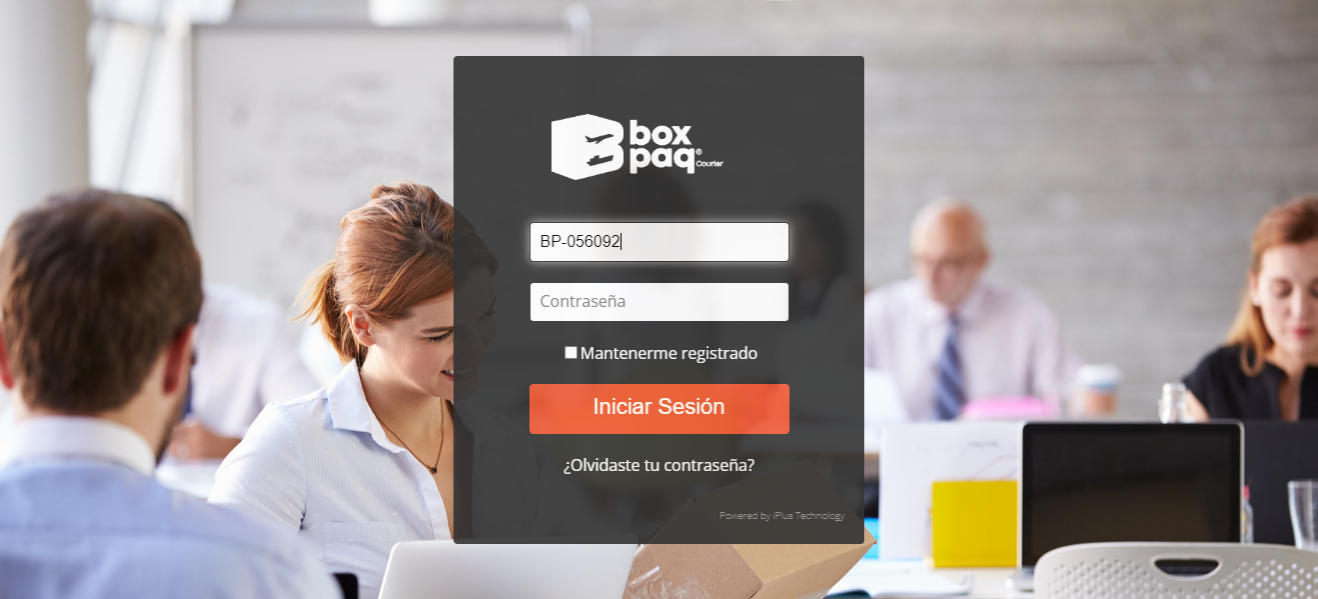 box
paq® Courier
BP-056092
Contraseña
Mantenerme registrado
Iniciar Sesión
¿Olvidaste tu contraseña?
Powered by iPlus Technology